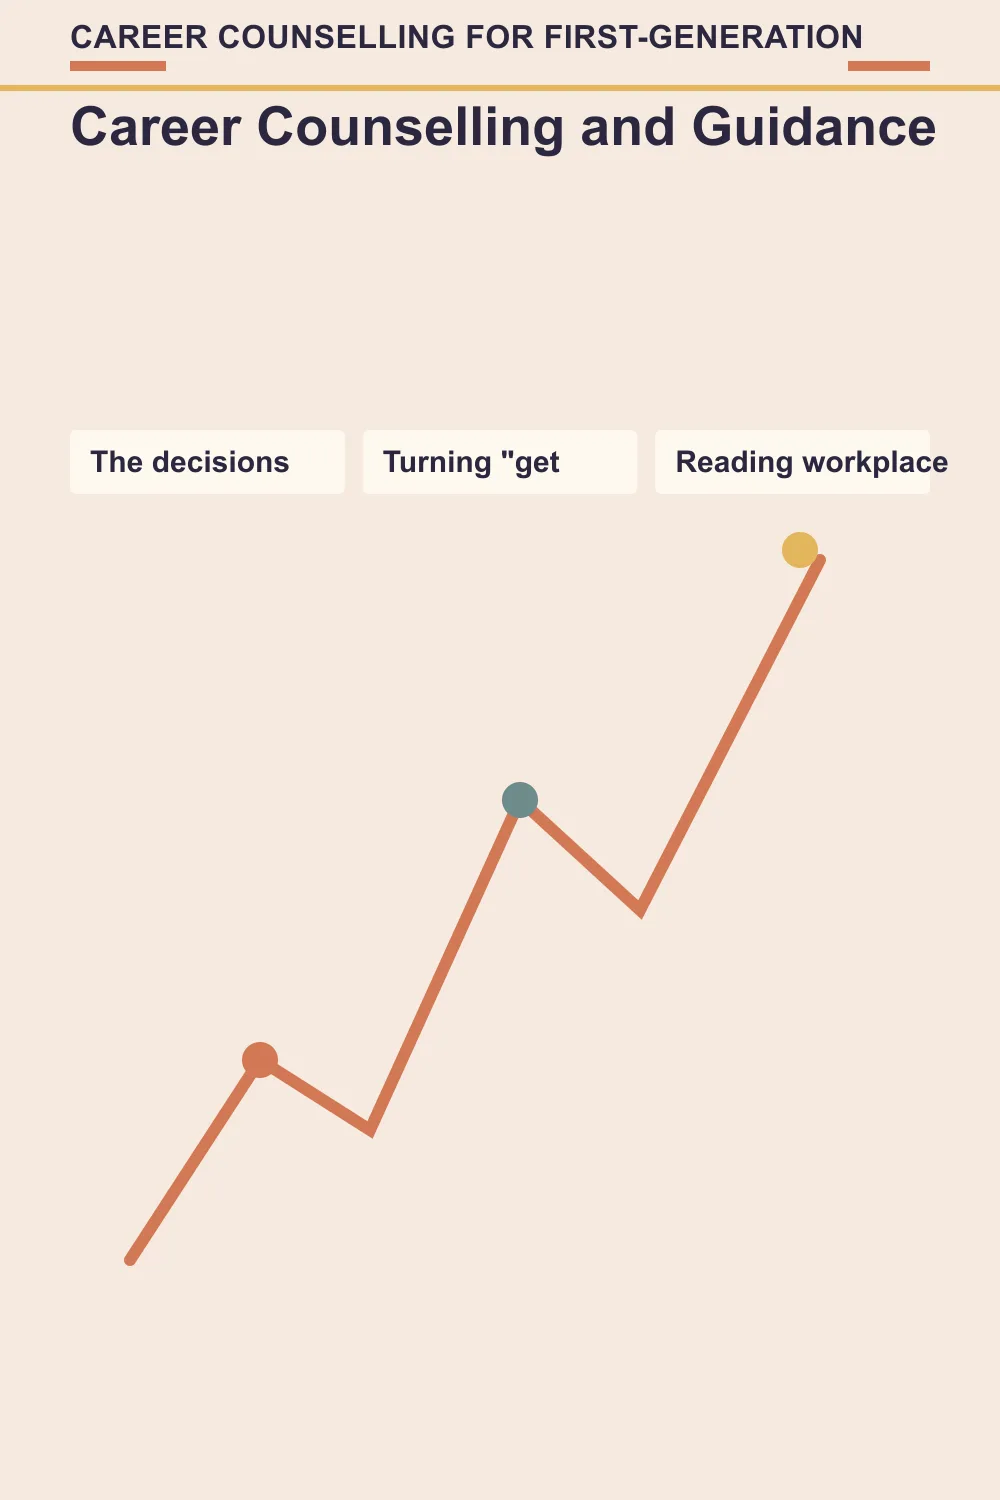 CAREER COUNSELLING FOR FIRST-GENERATION
Career Counselling and Guidance
The decisions
Turning "get
Reading workplace